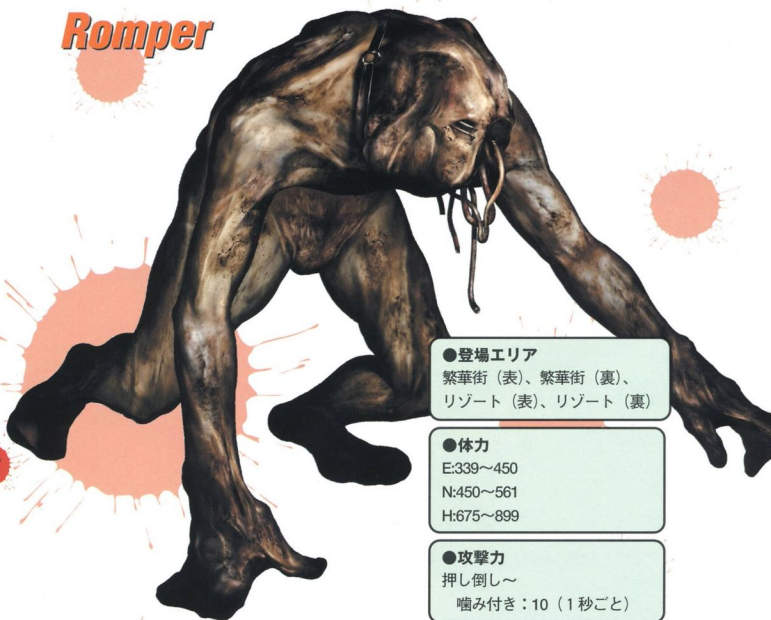 Romper
●登場エリア
繁華街（表）、繁華街（裏）、
リゾート（表）、リゾート（裏）
●体力
E:339～450
N:450～561
H:675～899
●攻撃力
押し倒し～
噛み付き：10（1秒ごと）